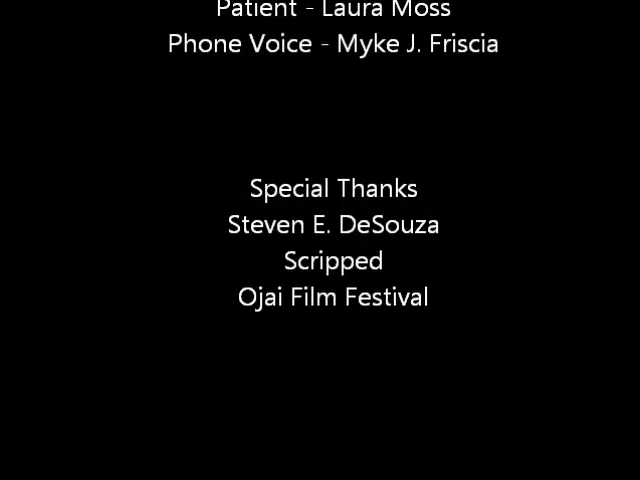 Patient - Laura Moss
Phone Voice - Myke J. Friscia
Special Thanks
Steven E. DeSouza
Scripped
Ojai Film Festival